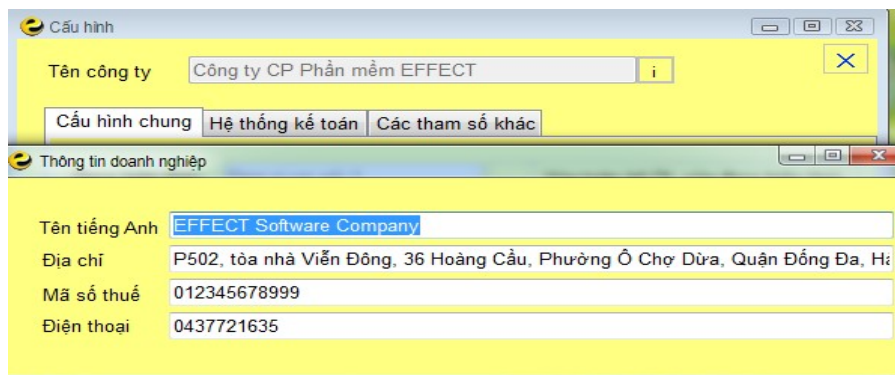 Cấu hình
Tên công ty Công ty CP Phần mềm EFFECT i
Cấu hình chung Hệ thống kế toán Các tham số khác
Thông tin doanh nghiệp
Tên tiếng Anh EFFECT Software Company
Địa chỉ P502, tòa nhà Viễn Đông, 36 Hoàng Cầu, Phường Ô Chợ Dừa, Quận Đống Đa,
Mã số thuế 012345678999
Điện thoại 0437721635